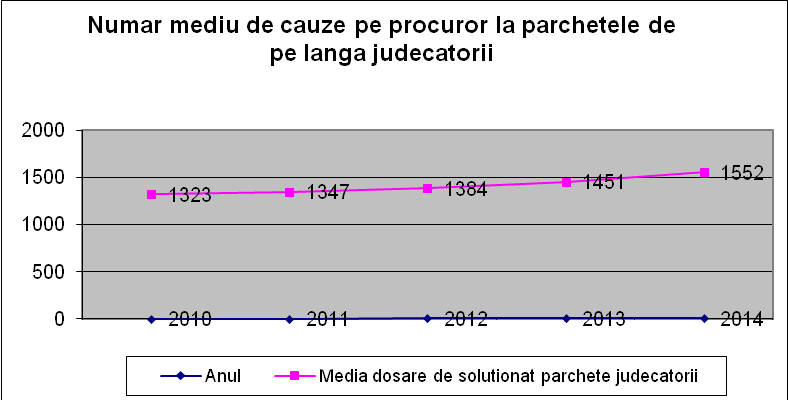 Numar mediu de cauze pe procuror la parchetele de
pe langa judecatorii
2000
1500
1000
500
0
1323 1347 1384 1451 1552
2010 2011 2012 2013 2014
Anul Media dosare de solutionat parchete judecatorii